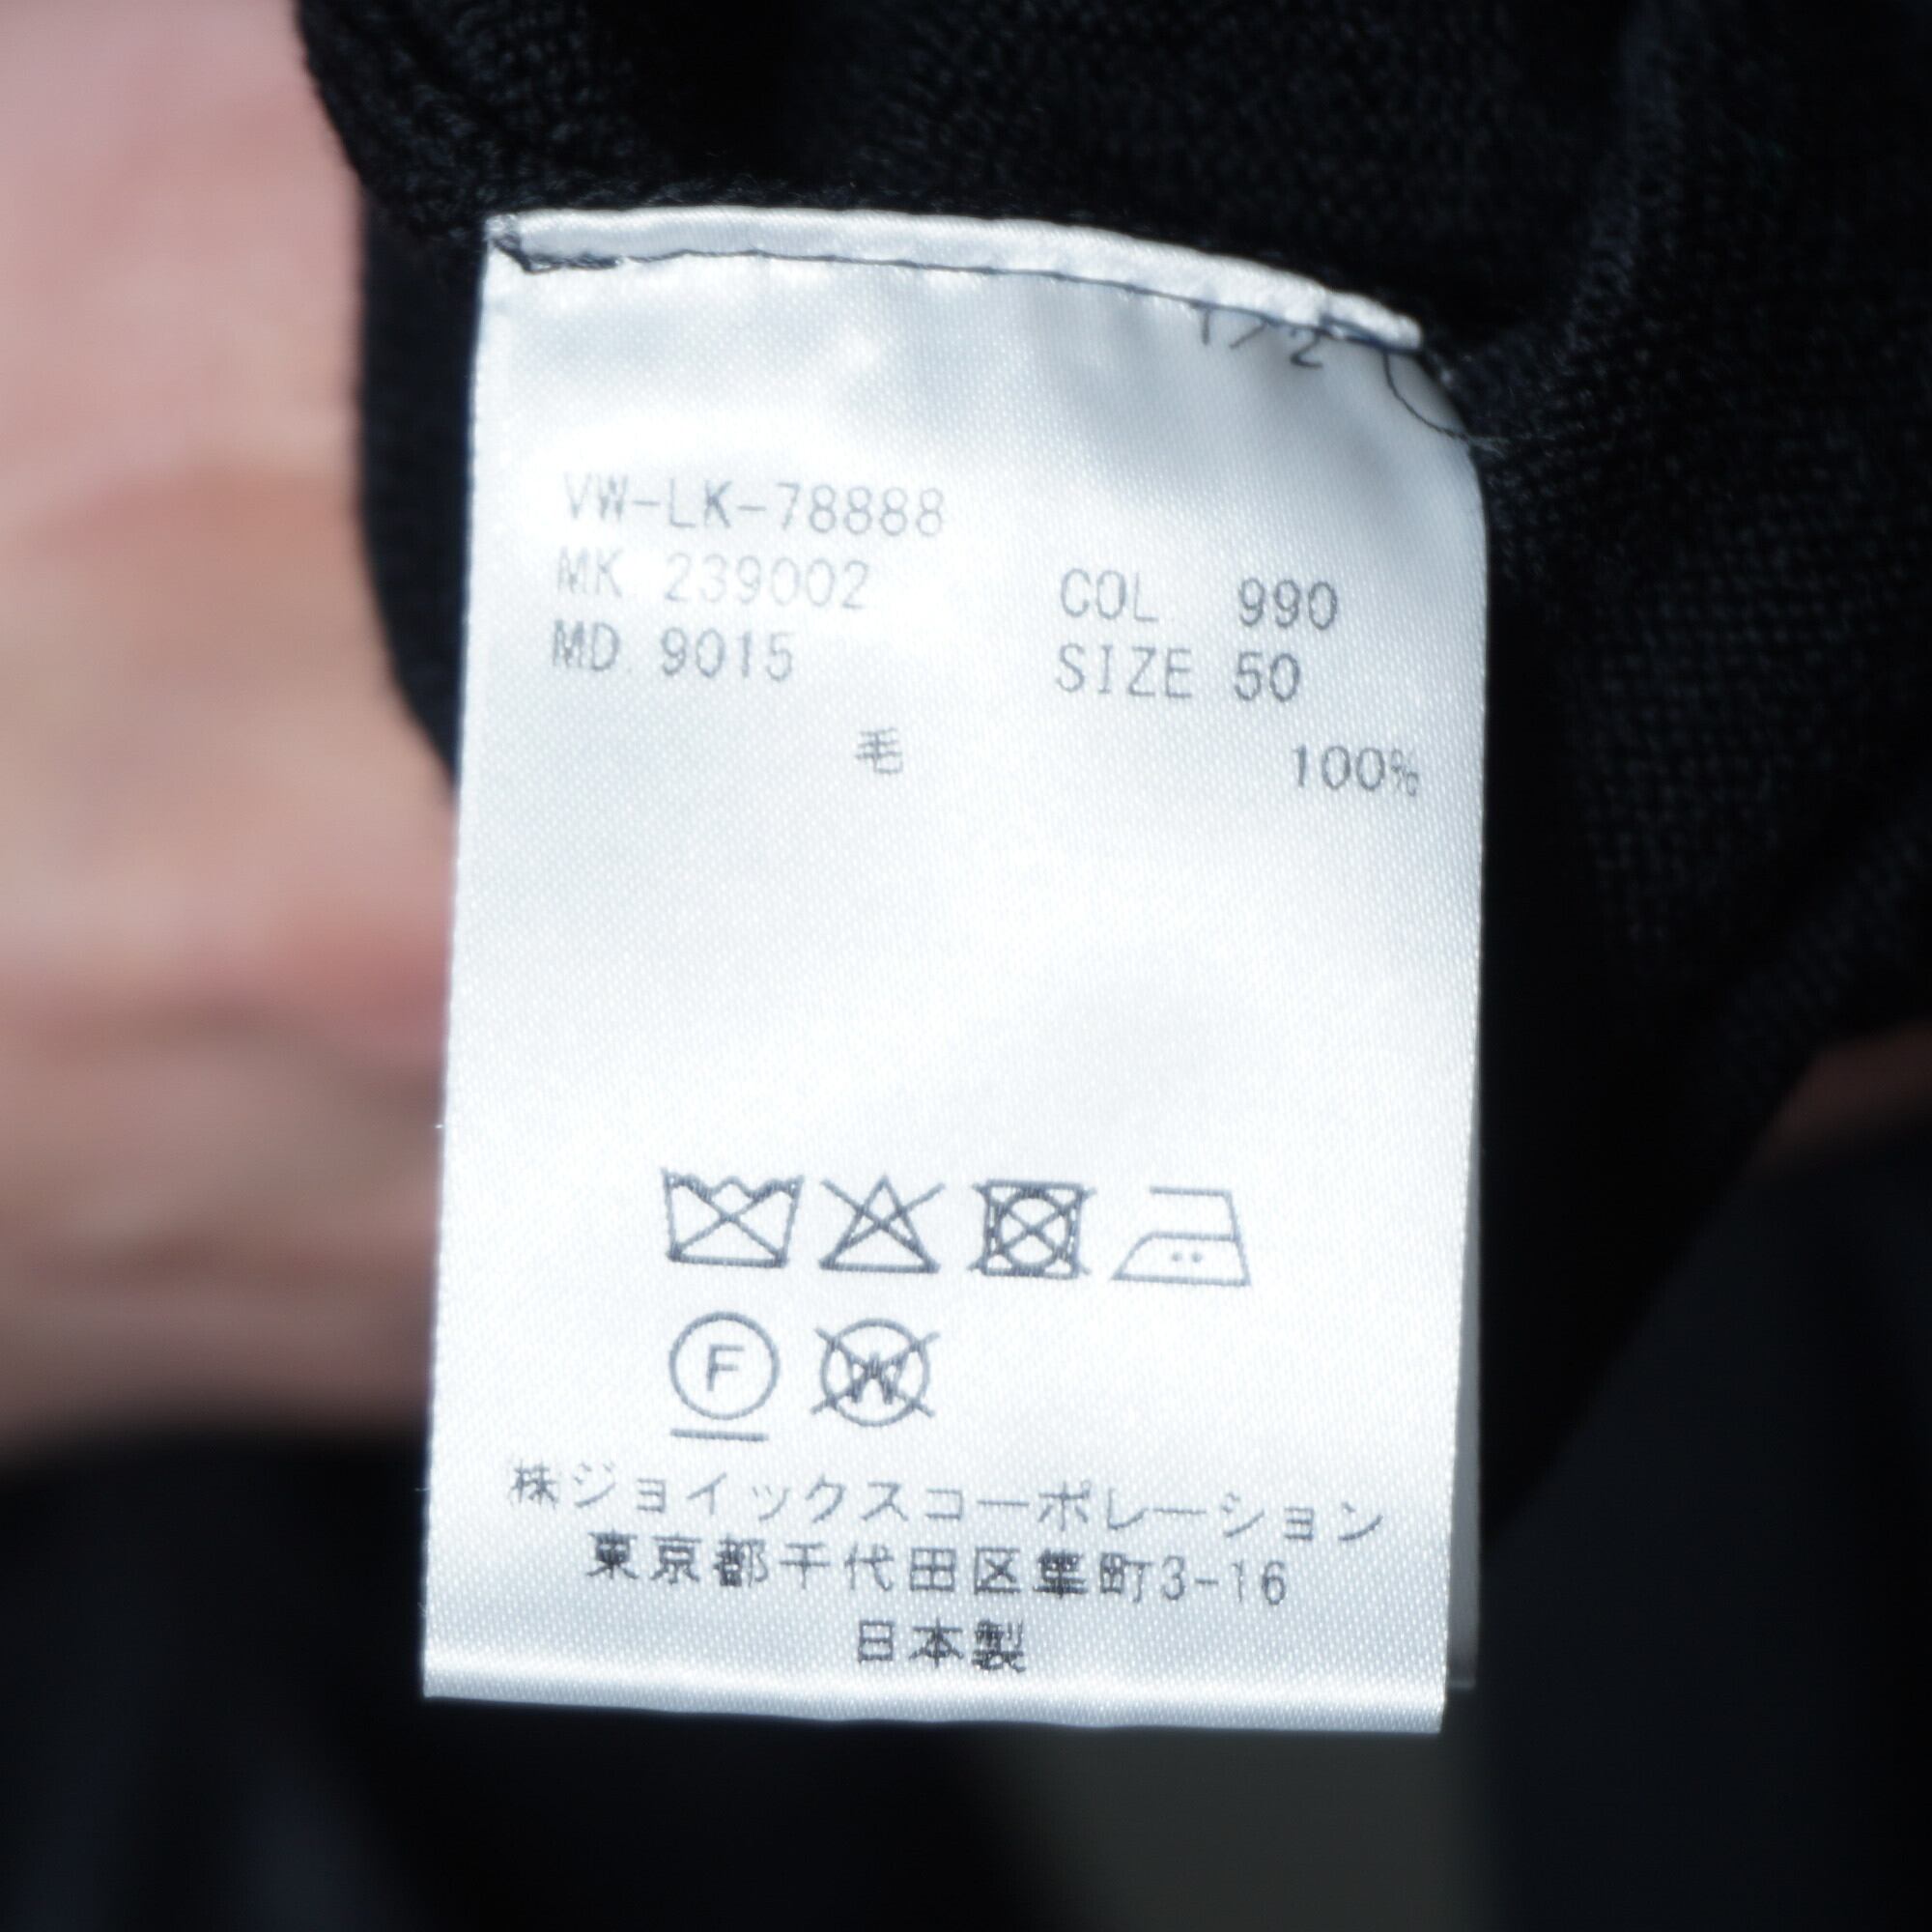 1/2
VW-LK-78888
MK 239002 COL 990
MD 9015 SIZE 50
毛 100%
F W
株ジョイックスコーポレーション
東京都千代田区隼町3-16
日本製